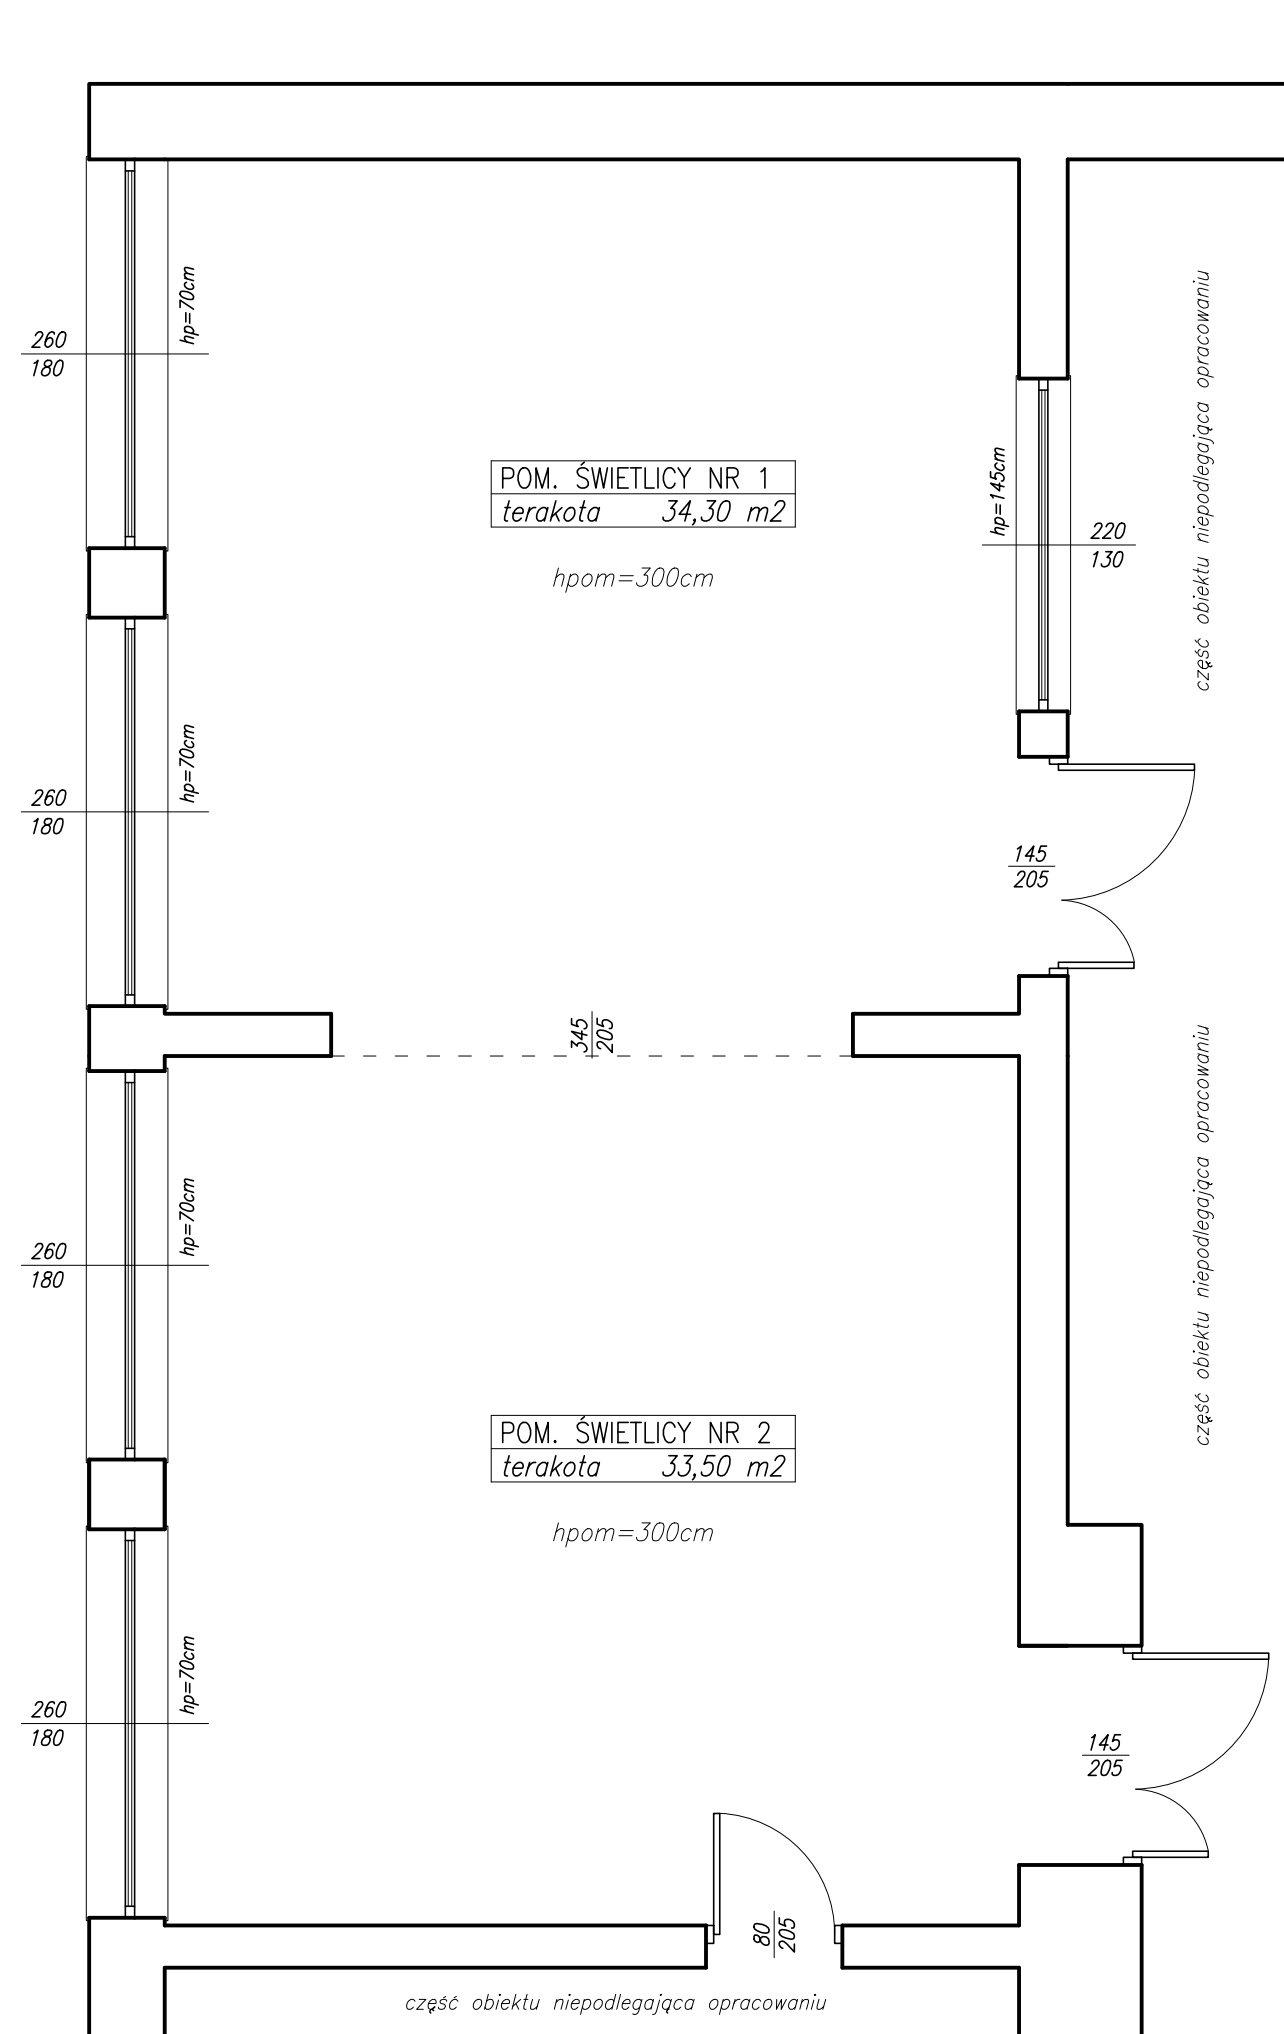 hp=70cm
260
180
część obiektu niepodlegająca opracowaniu
POM. ŚWIETLICY NR 1
terakota 34,30 m2
hpom=300cm
hp=145cm
220
130
hp=70cm
260
180
145
205
345
205
część obiektu niepodlegająca opracowaniu
hp=70cm
260
180
POM. ŚWIETLICY NR 2
terakota 33,50 m2
hpom=300cm
hp=70cm
260
180
145
205
80
205
część obiektu niepodlegająca opracowaniu